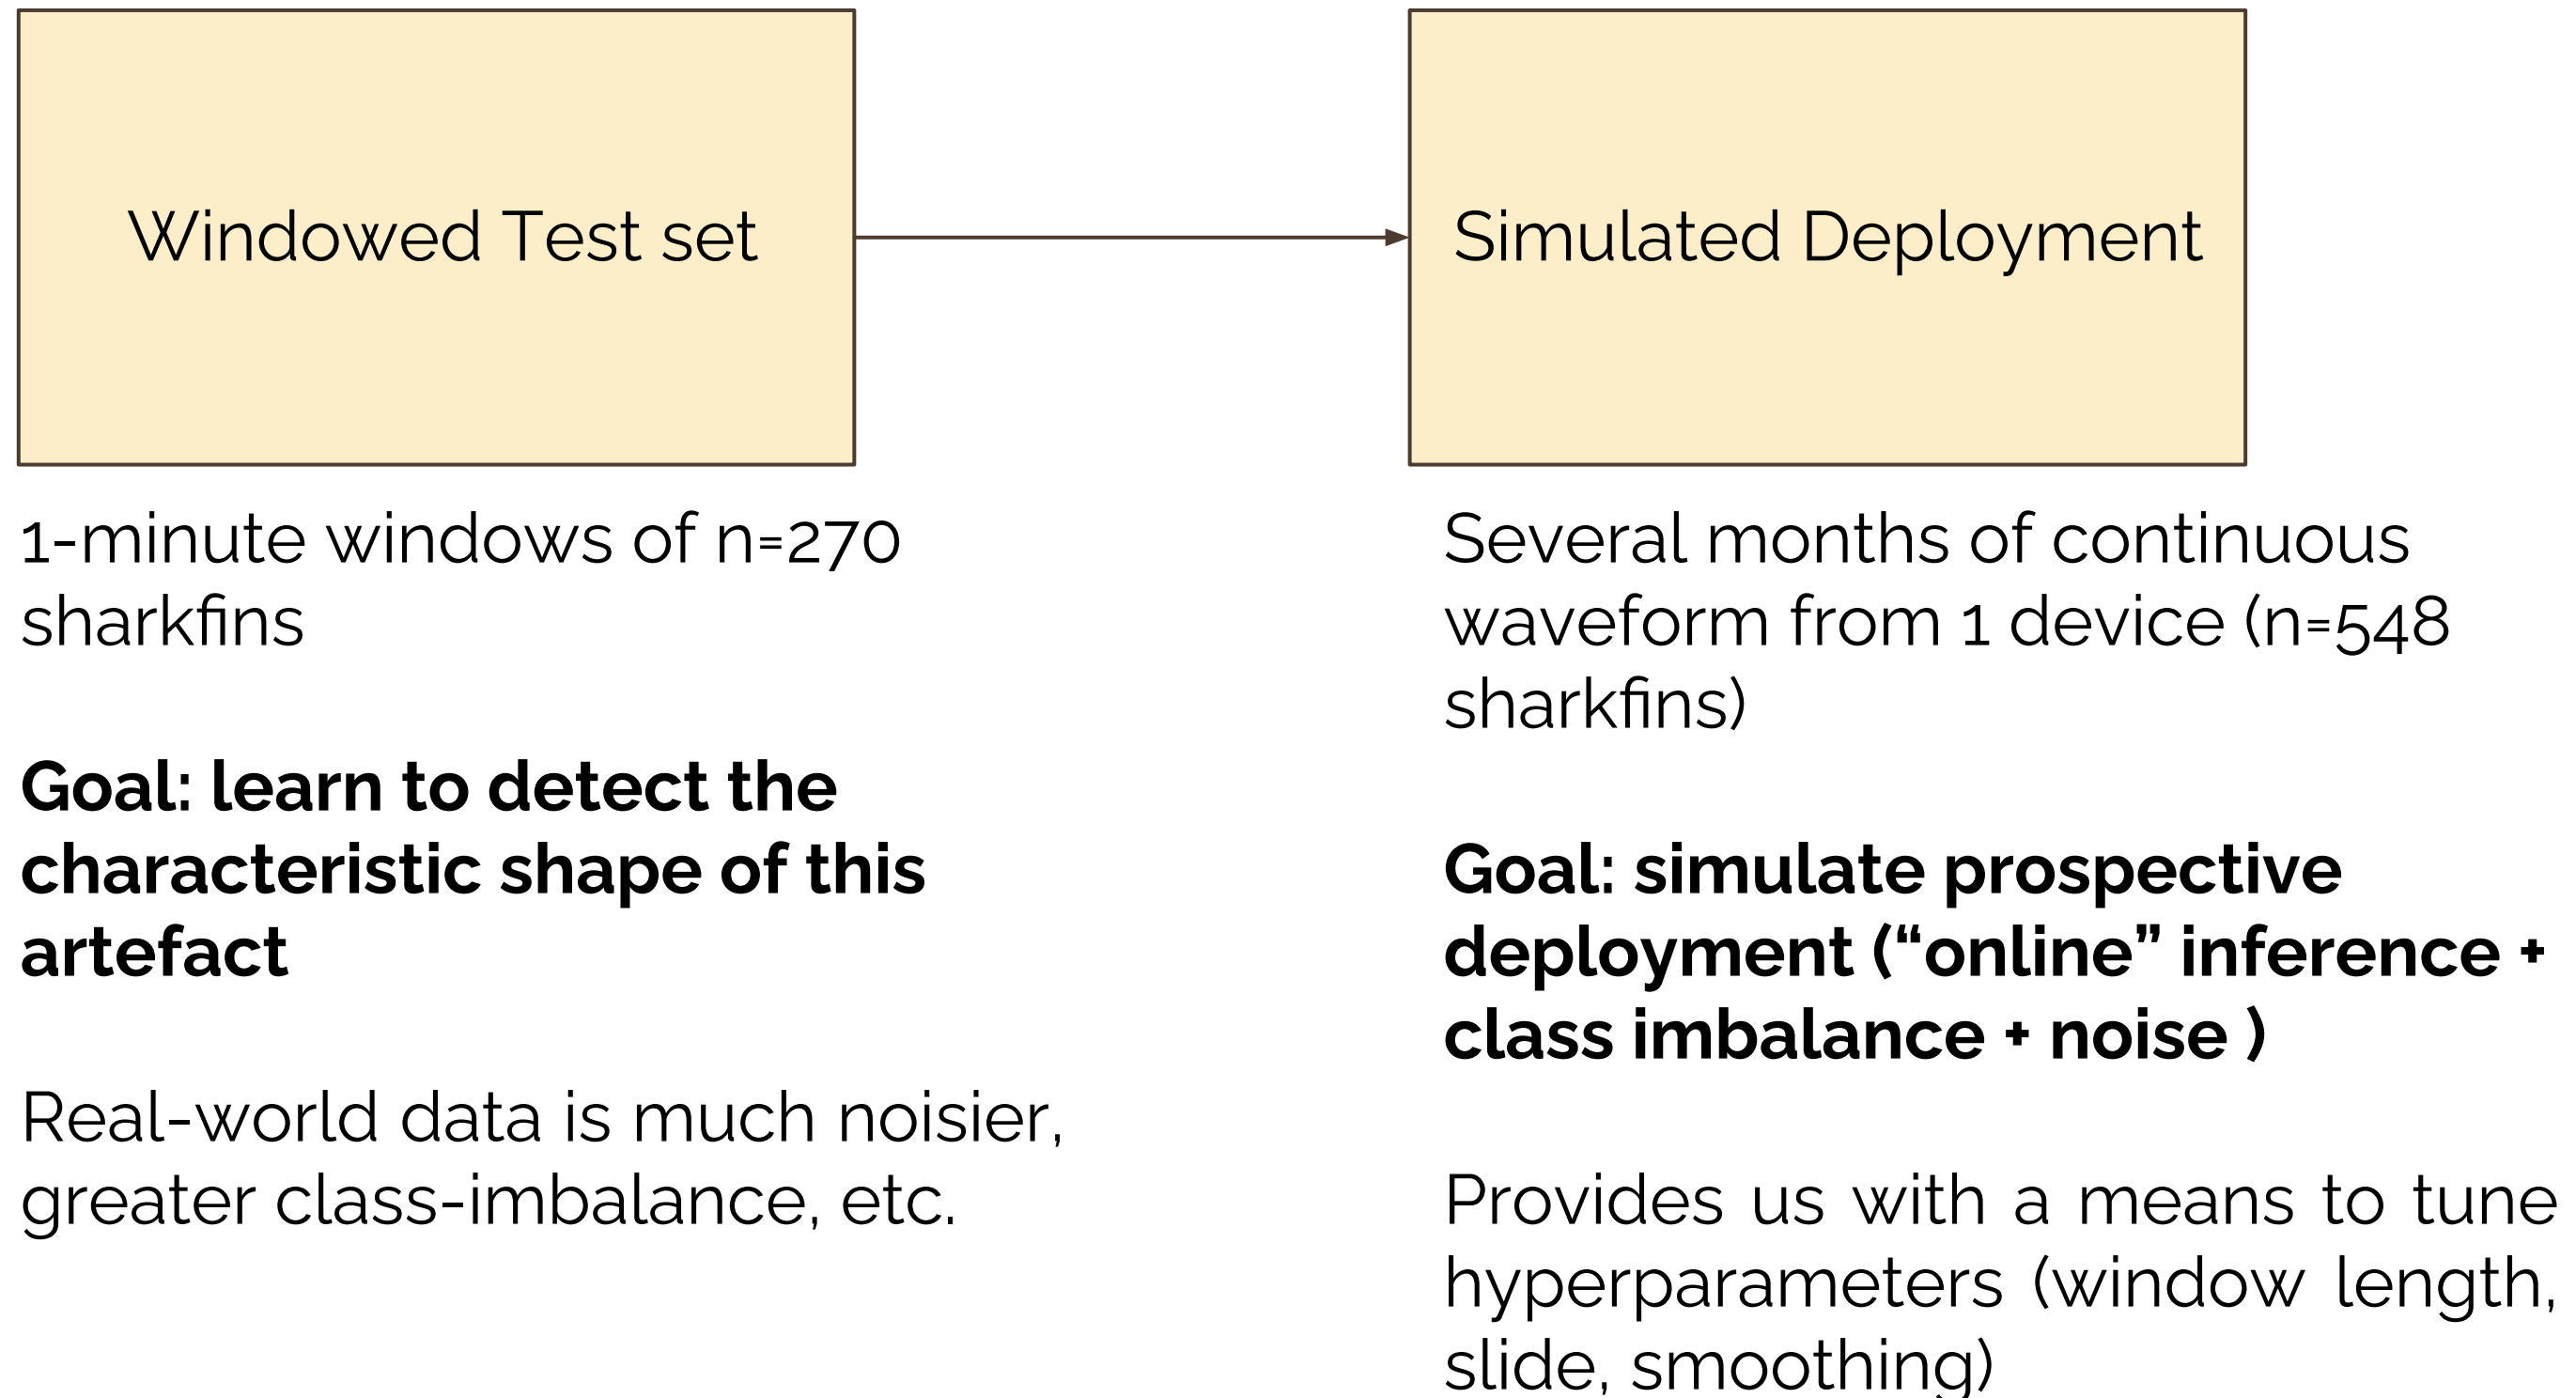 Windowed Test set
Simulated Deployment
1-minute windows of n=270
sharkfins
Goal: learn to detect the
characteristic shape of this
artefact
Real-world data is much noisier,
greater class-imbalance, etc.
Several months of continuous
waveform from 1 device (n=548
sharkfins)
Goal: simulate prospective
deployment (“online” inference +
class imbalance + noise )
Provides us with a means to tune
hyperparameters (window length,
slide, smoothing)